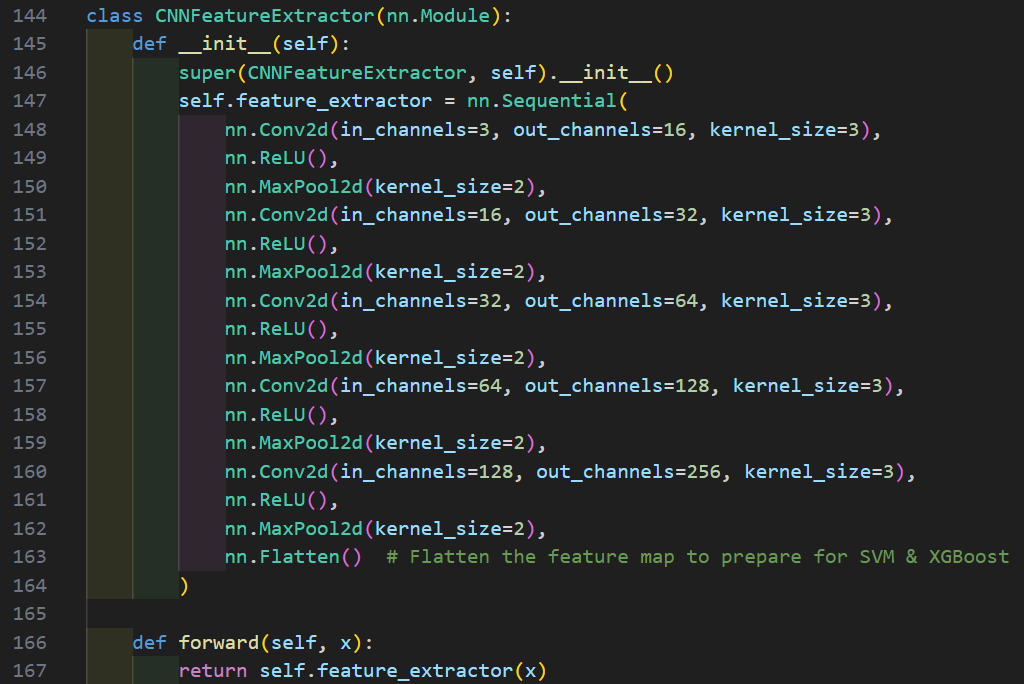 144 class CNNFeatureExtractor(nn.Module):
145     def __init__(self):
146         super(CNNFeatureExtractor, self).__init__()
147         self.feature_extractor = nn.Sequential(
148             nn.Conv2d(in_channels=3, out_channels=16, kernel_size=3),
149             nn.ReLU(),
150             nn.MaxPool2d(kernel_size=2),
151             nn.Conv2d(in_channels=16, out_channels=32, kernel_size=3),
152             nn.ReLU(),
153             nn.MaxPool2d(kernel_size=2),
154             nn.Conv2d(in_channels=32, out_channels=64, kernel_size=3),
155             nn.ReLU(),
156             nn.MaxPool2d(kernel_size=2),
157             nn.Conv2d(in_channels=64, out_channels=128, kernel_size=3),
158             nn.ReLU(),
159             nn.MaxPool2d(kernel_size=2),
160             nn.Conv2d(in_channels=128, out_channels=256, kernel_size=3),
161             nn.ReLU(),
162             nn.MaxPool2d(kernel_size=2),
163             nn.Flatten()  # Flatten the feature map to prepare for SVM & XGBoost
164         )
165
166     def forward(self, x):
167         return self.feature_extractor(x)